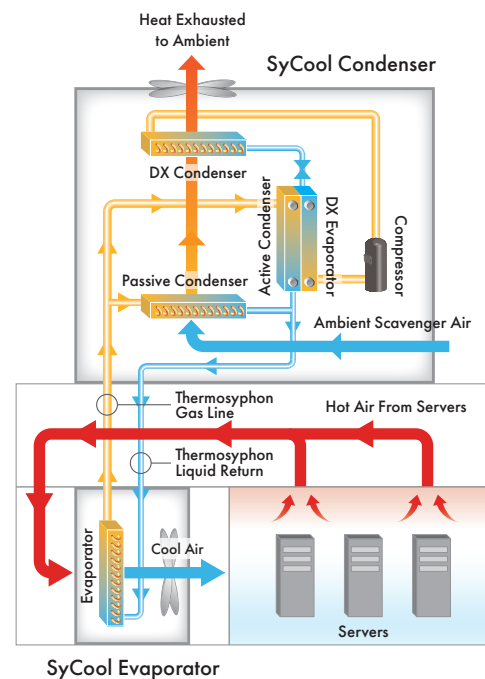 Heat Exhausted
to Ambient
SyCool Condenser
DX Condenser
Active Condenser
DX Evaporator
Compressor
Passive Condenser
Ambient Scavenger Air
Thermosyphon
Gas Line
Hot Air From Servers
Thermosyphon
Liquid Return
Evaporator
Cool Air
Servers
SyCool Evaporator